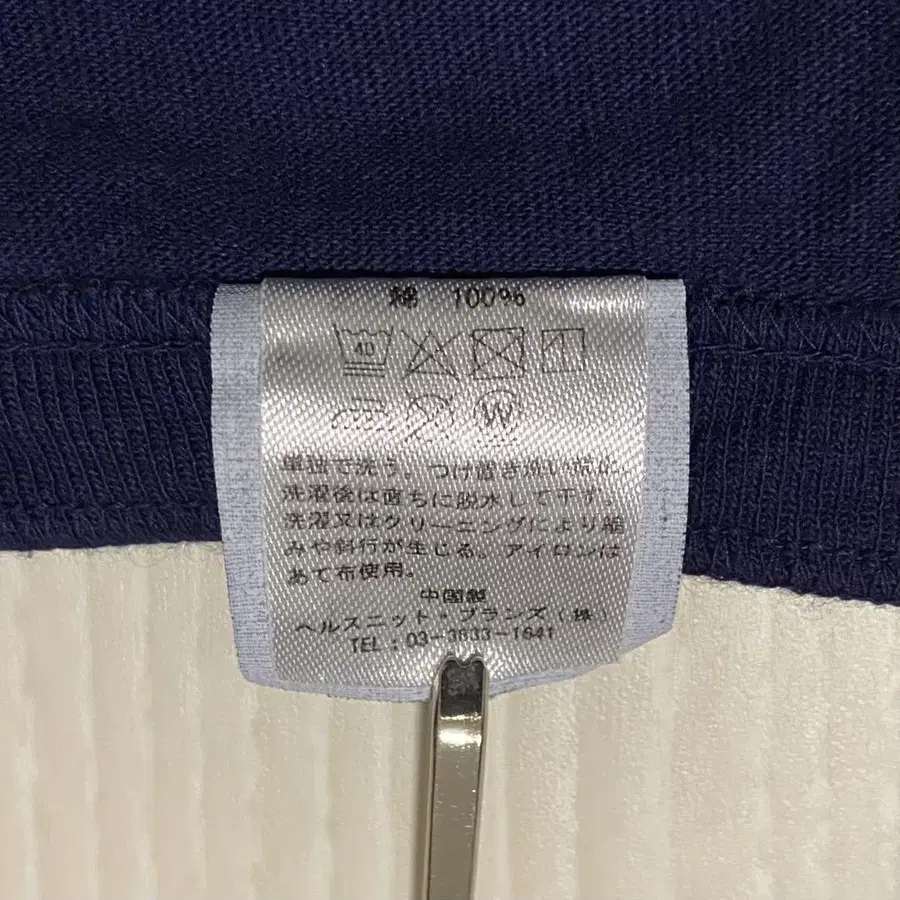 綿 100%
40
W
単独で洗う。つけ置き洗い防止。
洗濯後は直ちに脱水して干す。
洗濯又はクリーニングにより縮
みや斜行が生じる。アイロンは
あて布使用。
中国製
ヘルスニット・ブランズ(株)
TEL:03-3833-1641